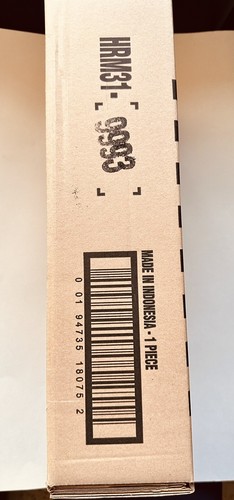 HRM31-
9993
MADE IN INDONESIA - 1 PIECE
0 01 94735 18075 2